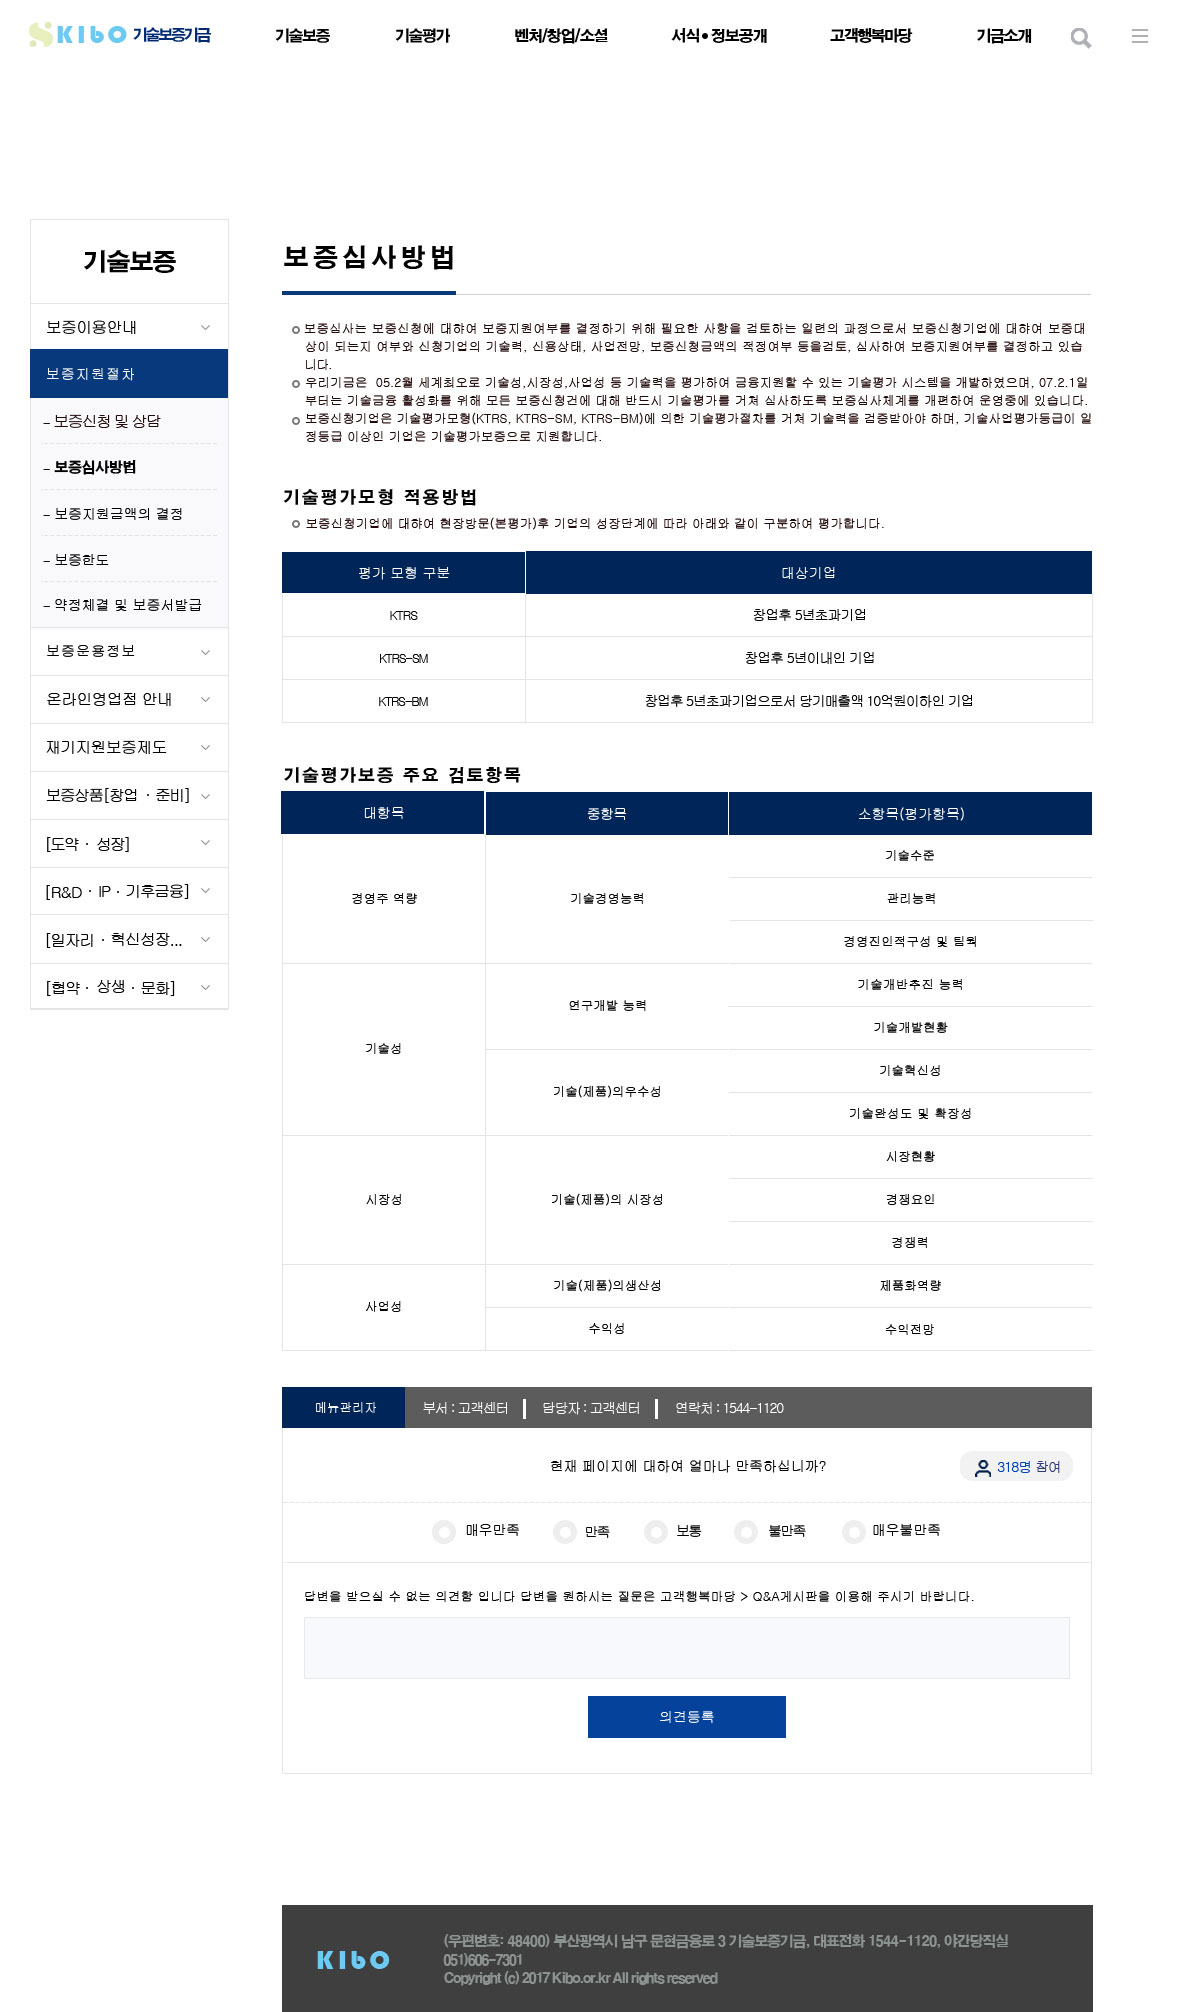 KIBO 기술보증기금
기술보증
기술평가
벤처/창업/소셜
서식•정보공개
고객행복마당
기금소개
기술보증
보증이용안내
보증지원절차
- 보증신청 및 상담
- 보증심사방법
- 보증지원금액의 결정
- 보증한도
- 약정체결 및 보증서발급
보증운용정보
온라인영업점 안내
재기지원보증제도
보증상품[창업 · 준비]
[도약 · 성장]
[R&D · IP · 기후금융]
[일자리 · 혁신성장...
[협약 · 상생 · 문화]
보증심사방법
보증심사는 보증신청에 대하여 보증지원여부를 결정하기 위해 필요한 사항을 검토하는 일련의 과정으로서 보증신청기업에 대하여 보증대
상이 되는지 여부와 신청기업의 기술력, 신용상태, 사업전망, 보증신청금액의 적정여부 등을검토, 심사하여 보증지원여부를 결정하고 있습
니다.
우리기금은 05.2월 세계최오로 기술성,시장성,사업성 등 기술력을 평가하여 금융지원할 수 있는 기술평가 시스템을 개발하였으며, 07.2.1일
부터는 기술금융 활성화를 위해 모든 보증신청건에 대해 반드시 기술평가를 거쳐 심사하도록 보증심사체계를 개편하여 운영중에 있습니다.
보증신청기업은 기술평가모형(KTRS, KTRS-SM, KTRS-BM)에 의한 기술평가절차를 거쳐 기술력을 검증받아야 하며, 기술사업평가등급이 일
정등급 이상인 기업은 기술평가보증으로 지원합니다.
기술평가모형 적용방법
보증신청기업에 대하여 현장방문(본평가)후 기업의 성장단계에 따라 아래와 같이 구분하여 평가합니다.
평가 모형 구분
대상기업
KTRS
창업후 5년초과기업
KTRS-SM
창업후 5년이내인 기업
KTRS-BM
창업후 5년초과기업으로서 당기매출액 10억원이하인 기업
기술평가보증 주요 검토항목
대항목
중항목
소항목(평가항목)
경영주 역량
기술경영능력
기술수준
관리능력
경영진인적구성 및 팀웍
기술성
연구개발 능력
기술개반추진 능력
기술개발현황
기술(제품)의우수성
기술혁신성
기술완성도 및 확장성
시장성
기술(제품)의 시장성
시장현황
경쟁요인
경쟁력
사업성
기술(제품)의생산성
제품화역량
수익성
수익전망
메뉴관리자
부서 : 고객센터
담당자 : 고객센터
연락처 : 1544-1120
현재 페이지에 대하여 얼마나 만족하십니까?
318명 참여
매우만족
만족
보통
불만족
매우불만족
답변을 받으실 수 없는 의견함 입니다 답변을 원하시는 질문은 고객행복마당 > Q&A게시판을 이용해 주시기 바랍니다.
의견등록
KIBO
(우편번호: 48400) 부산광역시 남구 문현금융로 3 기술보증기금, 대표전화 1544-1120, 야간당직실
051)606-7301
Copyright (c) 2017 Kibo.or.kr All rights reserved